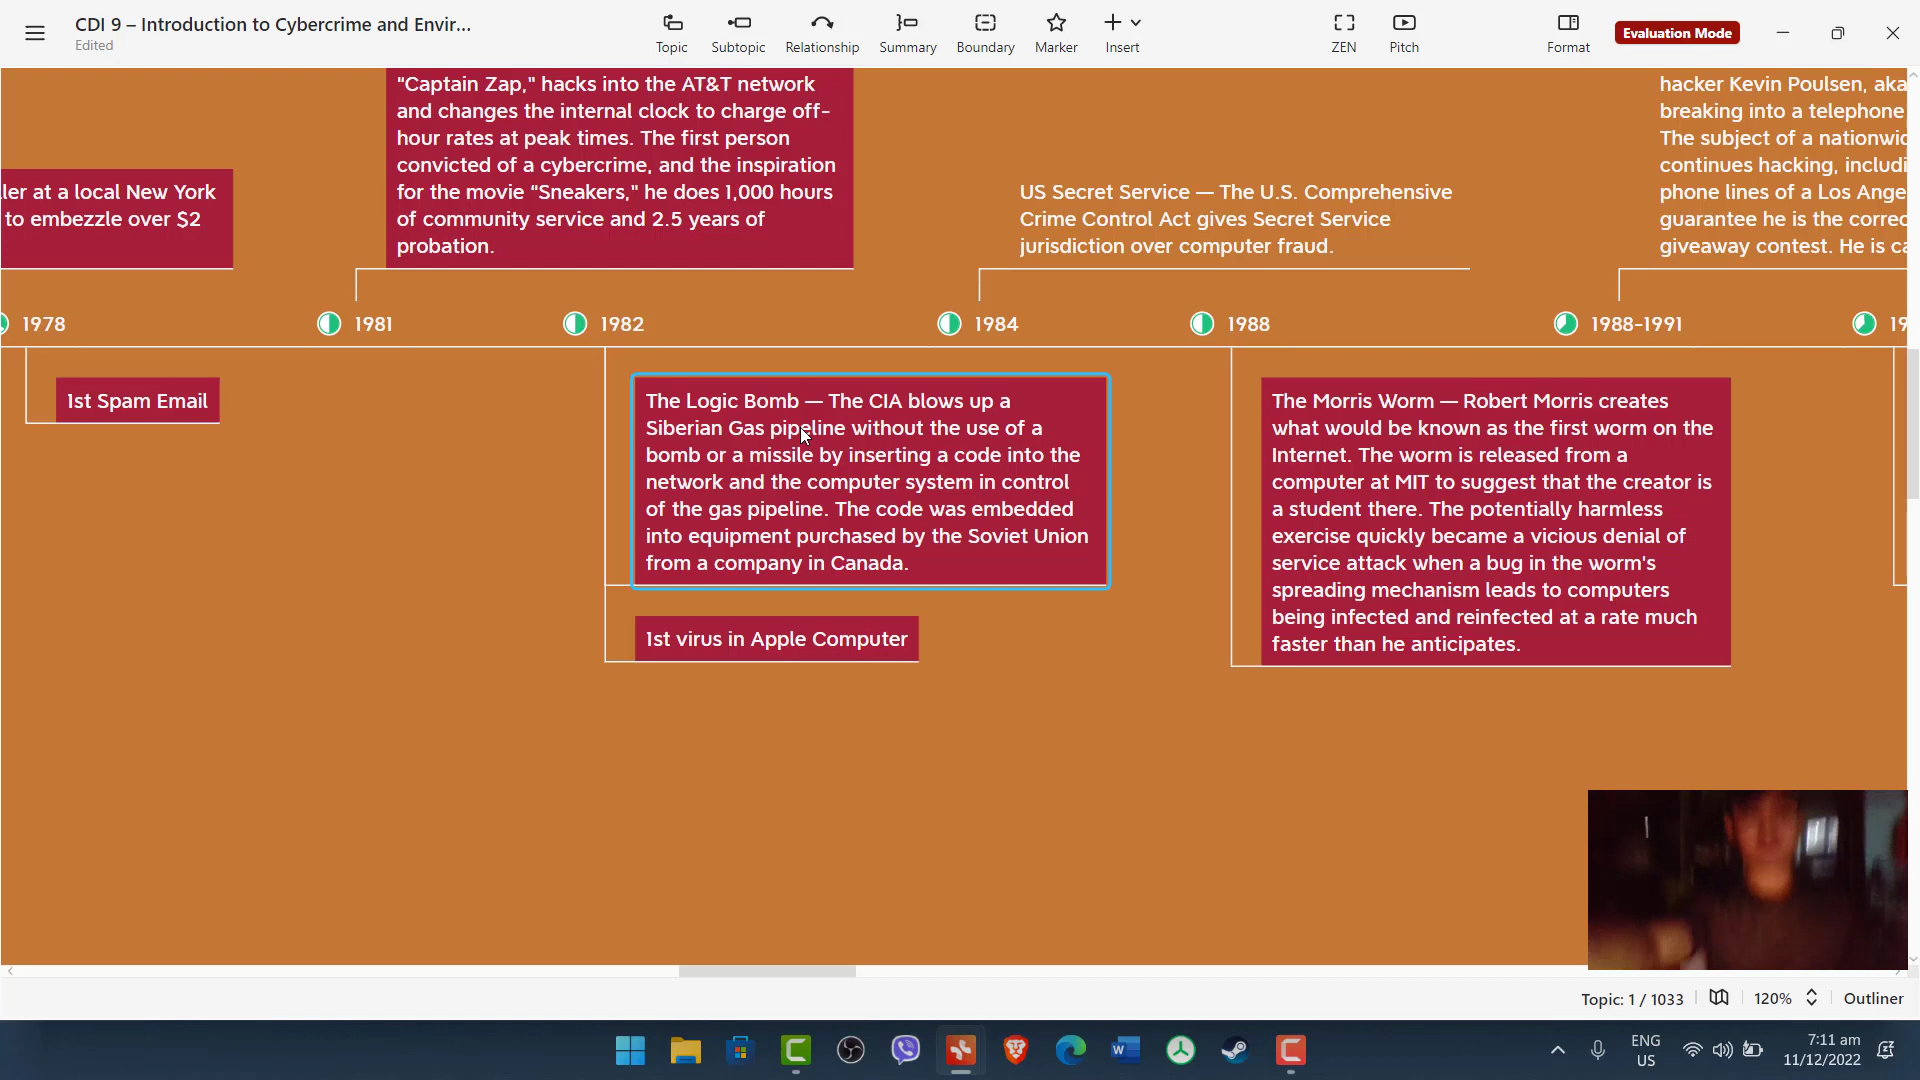 CDI 9 – Introduction to Cybercrime and Envir...
Edited
Topic
Subtopic
Relationship
Summary
Boundary
Marker
Insert
ZEN
Pitch
Format
Evaluation Mode
ler at a local New York
to embezzle over $2
"Captain Zap," hacks into the AT&T network
and changes the internal clock to charge off-
hour rates at peak times. The first person
convicted of a cybercrime, and the inspiration
for the movie "Sneakers," he does 1,000 hours
of community service and 2.5 years of
probation.
US Secret Service — The U.S. Comprehensive
Crime Control Act gives Secret Service
jurisdiction over computer fraud.
hacker Kevin Poulsen, aka
breaking into a telephone
The subject of a nationwid
continues hacking, includi
phone lines of a Los Ange
guarantee he is the correc
giveaway contest. He is ca
1978
1981
1982
1984
1988
1988-1991
19
1st Spam Email
The Logic Bomb — The CIA blows up a
Siberian Gas pipeline without the use of a
bomb or a missile by inserting a code into the
network and the computer system in control
of the gas pipeline. The code was embedded
into equipment purchased by the Soviet Union
from a company in Canada.
1st virus in Apple Computer
The Morris Worm — Robert Morris creates
what would be known as the first worm on the
Internet. The worm is released from a
computer at MIT to suggest that the creator is
a student there. The potentially harmless
exercise quickly became a vicious denial of
service attack when a bug in the worm's
spreading mechanism leads to computers
being infected and reinfected at a rate much
faster than he anticipates.
Topic: 1 / 1033
120%
Outliner
ENG
US
7:11 am
11/12/2022